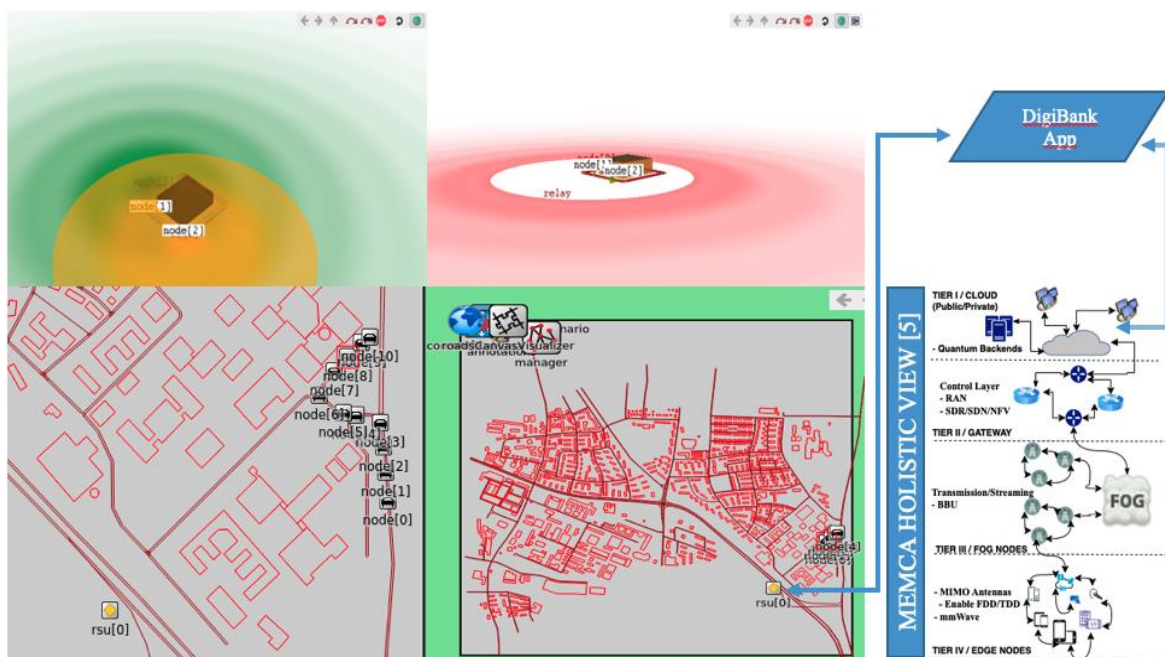 node[1]
node[2]
node[2]
relay
DigiBank
App
node[10]
node[8]
node[7]
node[6]
node[5]
node[3]
node[2]
node[1]
node[0]
rsu[0]
nario
coroadsCanvasVisualizer
annotation
manager
node[4]
rsu[0]
MEMCA HOLISTIC VIEW [5]
TIER I / CLOUD
(Public/Private)
- Quantum Backends
Control Layer
- RAN
- SDR/SDN/NFV
TIER II / GATEWAY
Transmission/Streaming
- BBU
FOG
TIER III / FOG NODES
- MIMO Antennas
- Enable FDD/TDD
- mmWave
TIER IV / EDGE NODES